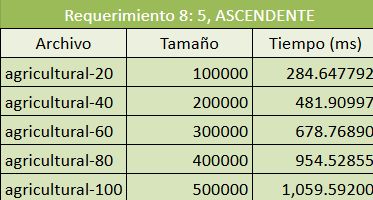 Requerimiento 8: 5, ASCENDENTE
Archivo Tamaño Tiempo (ms)
agricultural-20 100000 284.647792
agricultural-40 200000 481.90997
agricultural-60 300000 678.76890
agricultural-80 400000 954.52855
agricultural-100 500000 1,059.59200